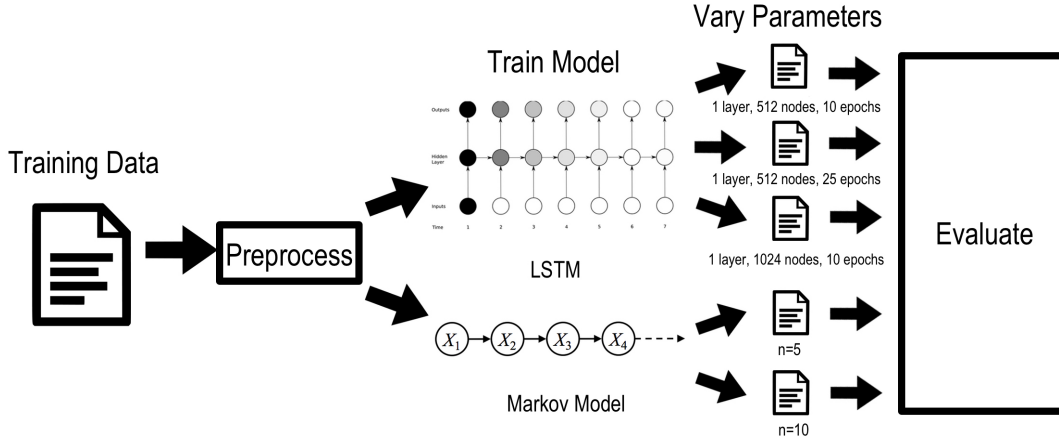 Vary Parameters
Train Model
Training Data
Preprocess
Outputs
Hidden
Layer
Inputs
Time 1 2 3 4 5 6 7
LSTM
X1 X2 X3 X4
Markov Model
1 layer, 512 nodes, 10 epochs
1 layer, 512 nodes, 25 epochs
1 layer, 1024 nodes, 10 epochs
n=5
n=10
Evaluate